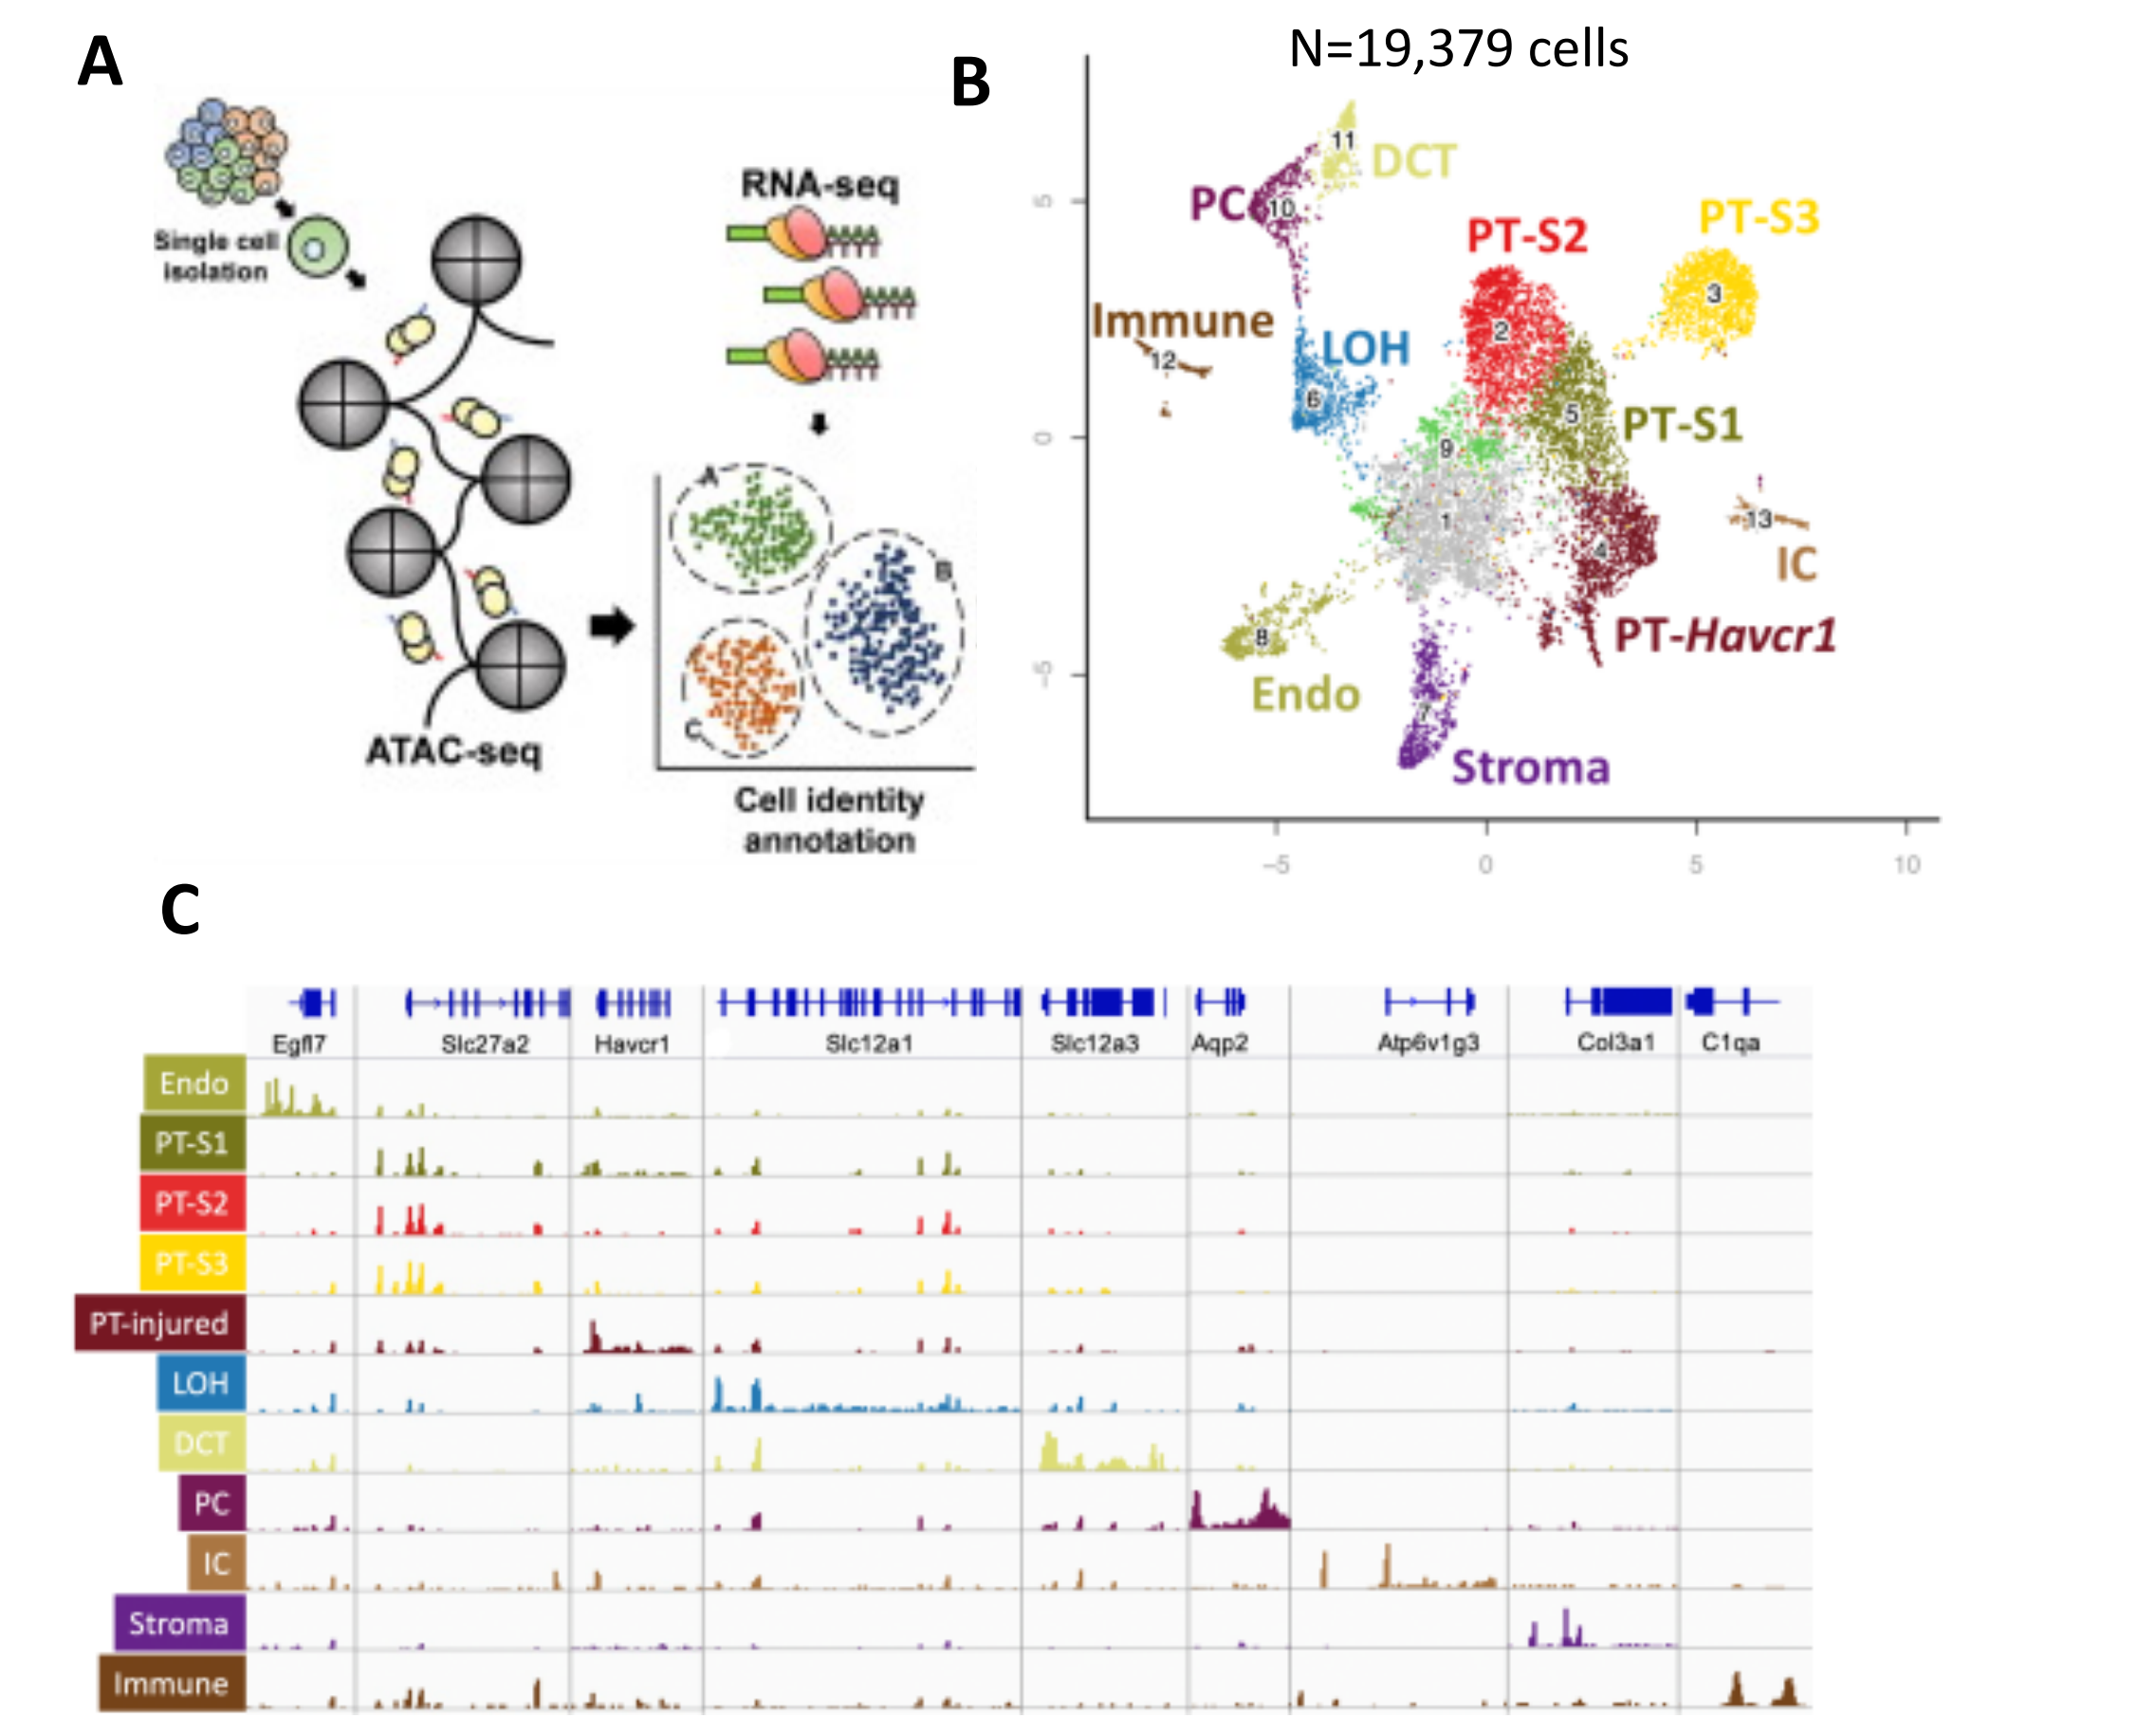 A
Single cell
isolation
RNA-seq
ATAC-seq
A
B
C
Cell identity
annotation
B
N=19,379 cells
5
0
-5
-5
0
5
10
11
DCT
PC
10
PT-S2
PT-S3
2
3
Immune
12
LOH
6
5
PT-S1
9
1
4
13
IC
PT-Havcr1
8
Endo
7
Stroma
C
Egfl7
Slc27a2
Havcr1
Slc12a1
Slc12a3
Aqp2
Atp6v1g3
Col3a1
C1qa
Endo
PT-S1
PT-S2
PT-S3
PT-injured
LOH
DCT
PC
IC
Stroma
Immune